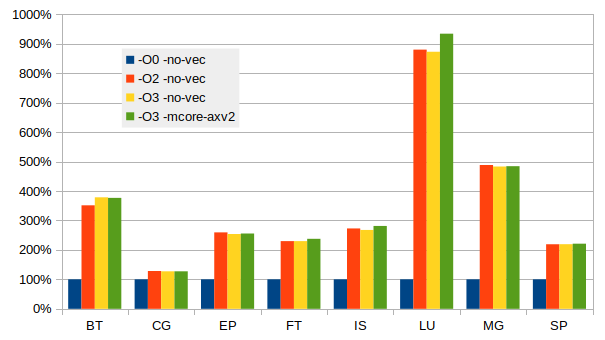 1000%
900%
800%
700%
600%
500%
400%
300%
200%
100%
0%
-O0 -no-vec
-O2 -no-vec
-O3 -no-vec
-O3 -mcore-axv2
BT CG EP FT IS LU MG SP